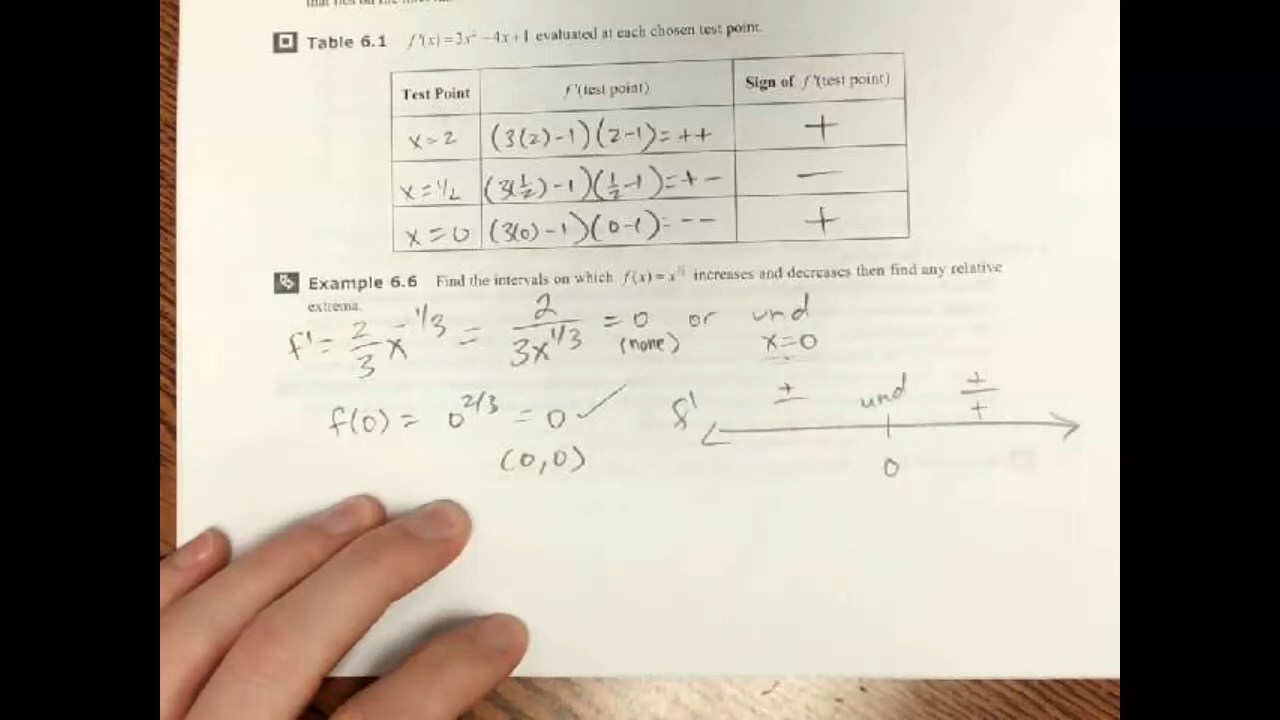 Table 6.1 f'(x) = 3x² − 4x + 1 evaluated at each chosen test point.
Test Point f'(test point) Sign of f'(test point)
x = 2 (3(2)-1)(2-1) = ++ +
x = 1/2 (3(1/2)-1)(1/2-1) = +- −
x = 0 (3(0)-1)(0-1) = -- +
Example 6.6 Find the intervals on which f(x) = x^(2/3) increases and decreases then find any relative
extrema.
f' = 2/3 x^(-1/3) = 2/(3x^(1/3)) = 0 or und
(none) x=0
f(0) = 0^(2/3) = 0 ✓
(0,0)
f' + − und +/+
0